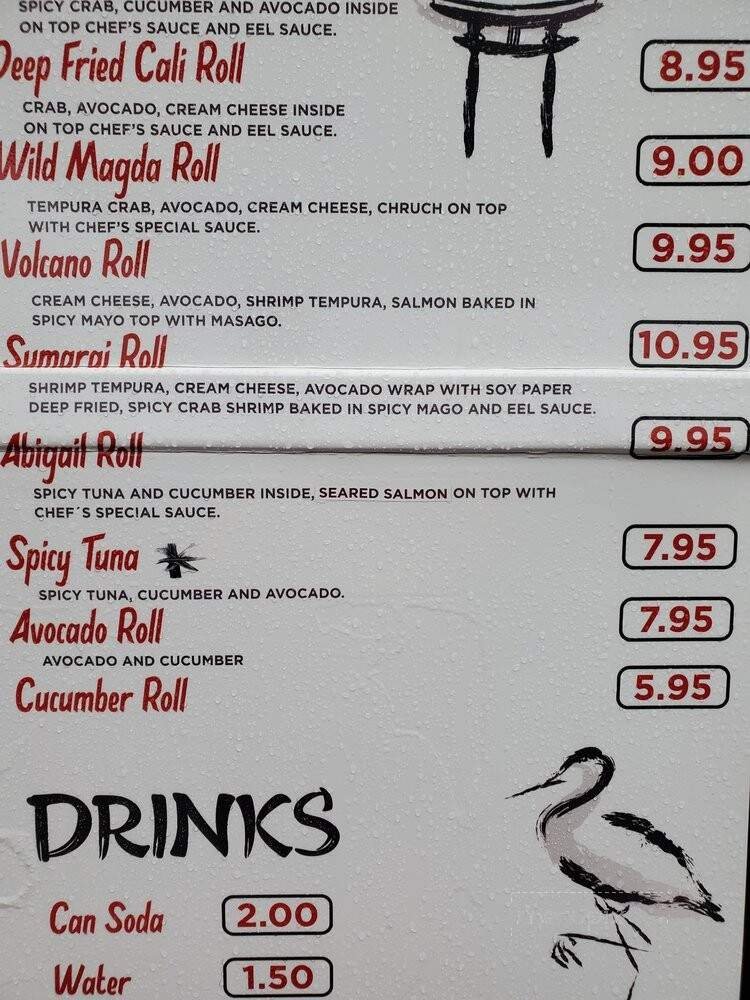 SPICY CRAB, CUCUMBER AND AVOCADO INSIDE
ON TOP CHEF'S SAUCE AND EEL SAUCE.
Deep Fried Cali Roll 8.95
CRAB, AVOCADO, CREAM CHEESE INSIDE
ON TOP CHEF'S SAUCE AND EEL SAUCE.
Wild Magda Roll 9.00
TEMPURA CRAB, AVOCADO, CREAM CHEESE, CHRUCH ON TOP
WITH CHEF'S SPECIAL SAUCE.
Volcano Roll 9.95
CREAM CHEESE, AVOCADO, SHRIMP TEMPURA, SALMON BAKED IN
SPICY MAYO TOP WITH MASAGO.
Sumarai Roll 10.95
SHRIMP TEMPURA, CREAM CHEESE, AVOCADO WRAP WITH SOY PAPER
DEEP FRIED, SPICY CRAB SHRIMP BAKED IN SPICY MAGO AND EEL SAUCE.
Abigail Roll 9.95
SPICY TUNA AND CUCUMBER INSIDE, SEARED SALMON ON TOP WITH
CHEF´S SPECIAL SAUCE.
Spicy Tuna 7.95
SPICY TUNA, CUCUMBER AND AVOCADO.
Avocado Roll 7.95
AVOCADO AND CUCUMBER
Cucumber Roll 5.95
DRINKS
Can Soda 2.00
Water 1.50